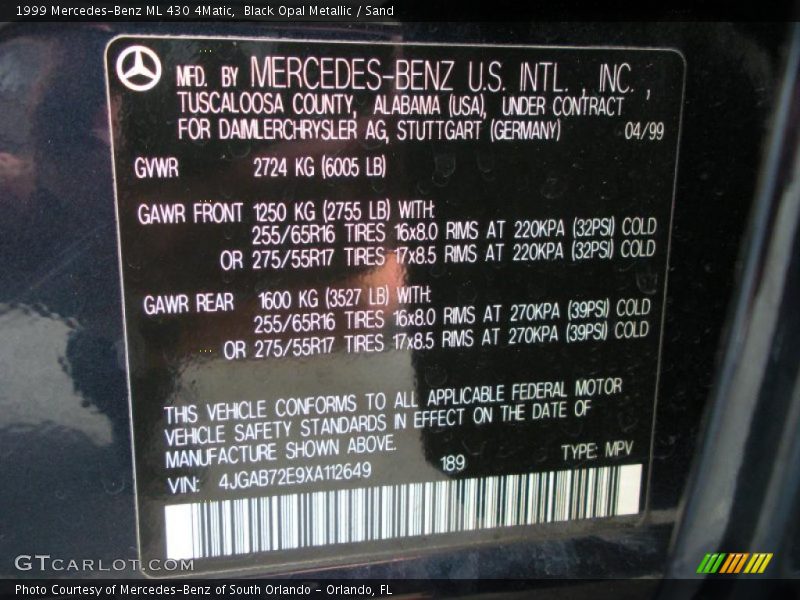 1999 Mercedes-Benz ML 430 4Matic, Black Opal Metallic / Sand
MFD. BY MERCEDES-BENZ U.S. INTL., INC.,
TUSCALOOSA COUNTY, ALABAMA (USA), UNDER CONTRACT
FOR DAIMLERCHRYSLER AG, STUTTGART (GERMANY) 04/99
GVWR 2724 KG (6005 LB)
GAWR FRONT 1250 KG (2755 LB) WITH:
255/65R16 TIRES 16x8.0 RIMS AT 220KPA (32PSI) COLD
OR 275/55R17 TIRES 17x8.5 RIMS AT 220KPA (32PSI) COLD
GAWR REAR 1600 KG (3527 LB) WITH:
255/65R16 TIRES 16x8.0 RIMS AT 270KPA (39PSI) COLD
OR 275/55R17 TIRES 17x8.5 RIMS AT 270KPA (39PSI) COLD
THIS VEHICLE CONFORMS TO ALL APPLICABLE FEDERAL MOTOR
VEHICLE SAFETY STANDARDS IN EFFECT ON THE DATE OF
MANUFACTURE SHOWN ABOVE.
VIN: 4JGAB72E9XA112649 189 TYPE: MPV
GTCARLOT.COM
Photo Courtesy of Mercedes-Benz of South Orlando - Orlando, FL